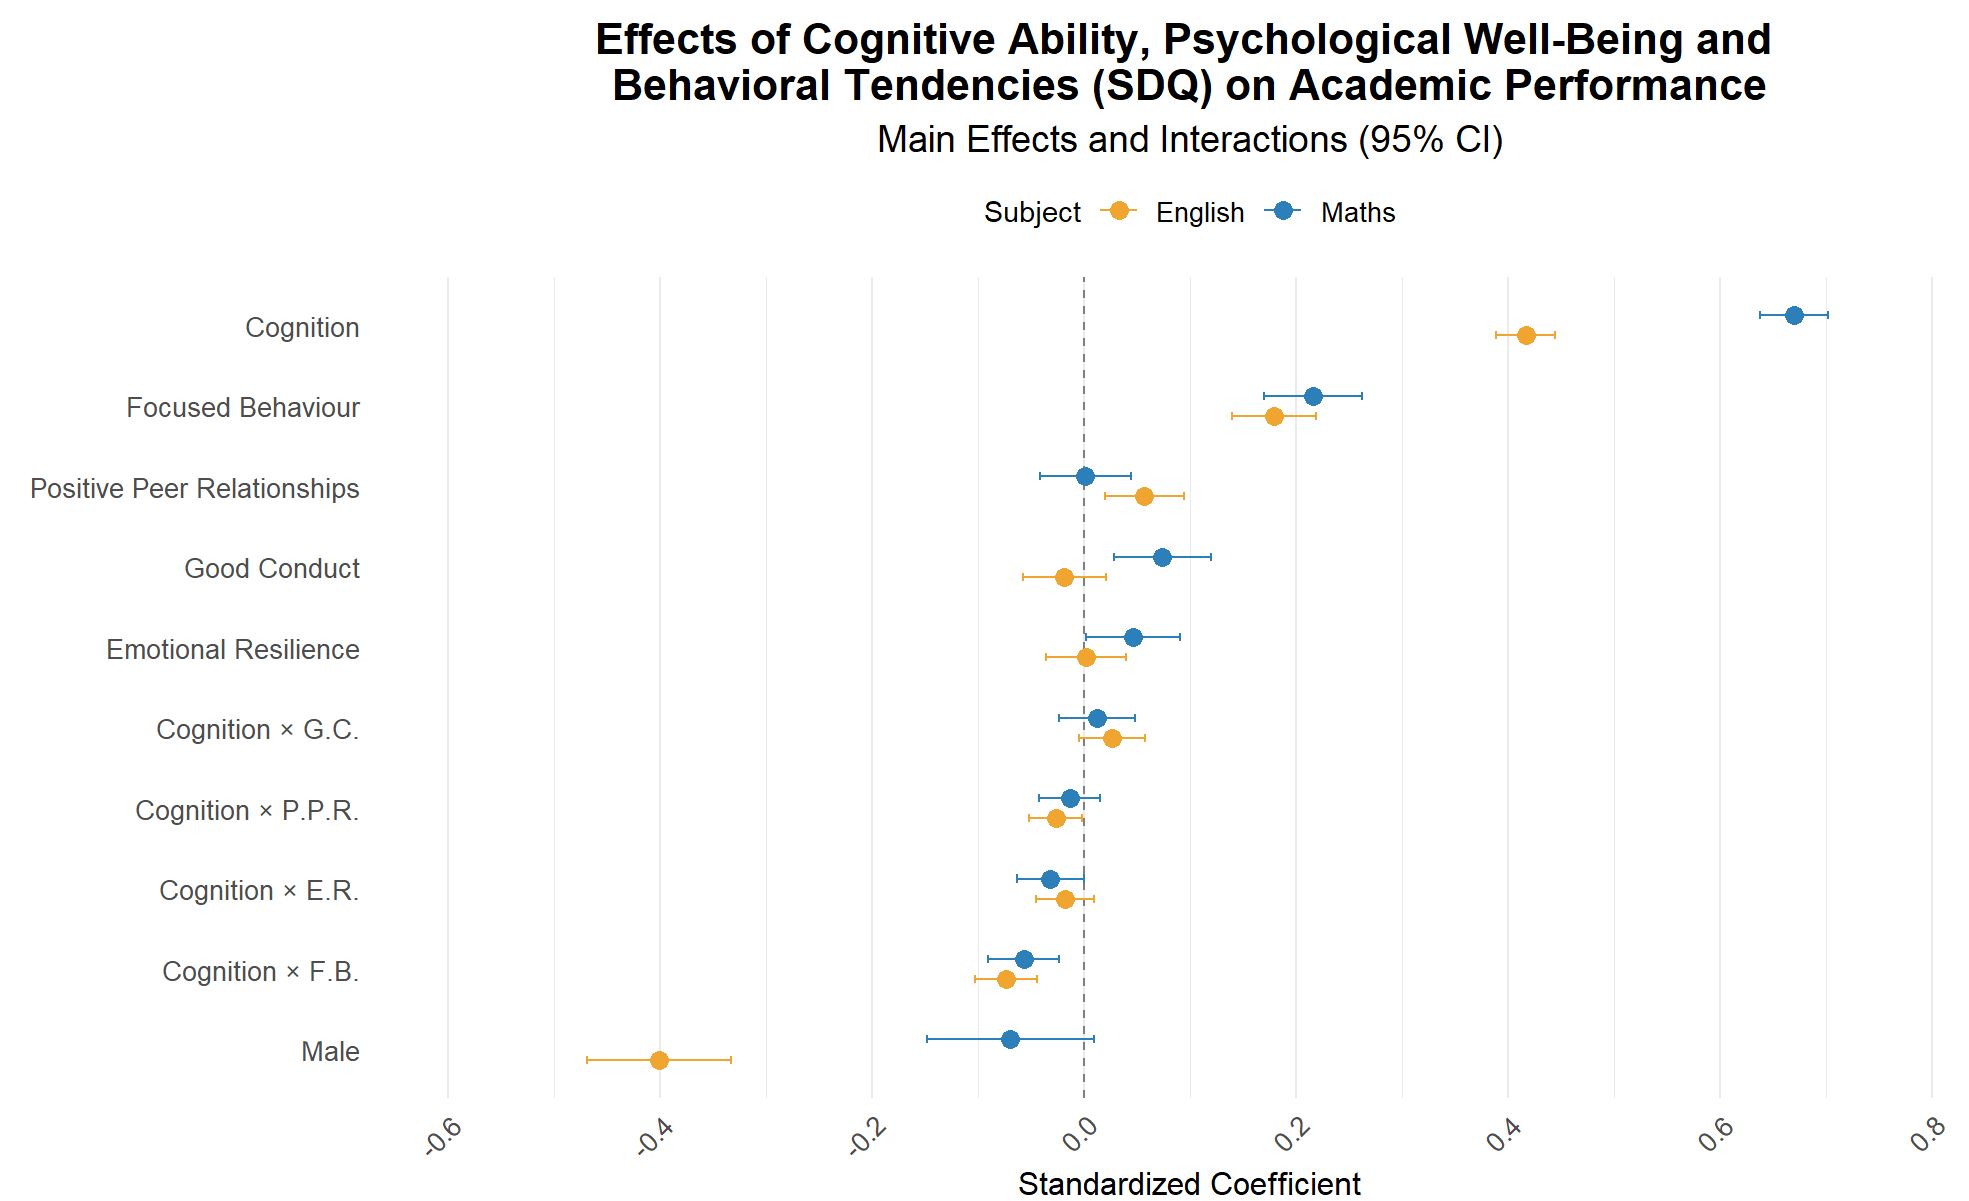 Effects of Cognitive Ability, Psychological Well-Being and
Behavioral Tendencies (SDQ) on Academic Performance
Main Effects and Interactions (95% CI)
Subject English Maths
Cognition
Focused Behaviour
Positive Peer Relationships
Good Conduct
Emotional Resilience
Cognition × G.C.
Cognition × P.P.R.
Cognition × E.R.
Cognition × F.B.
Male
-0.6 -0.4 -0.2 0.0 0.2 0.4 0.6 0.8
Standardized Coefficient